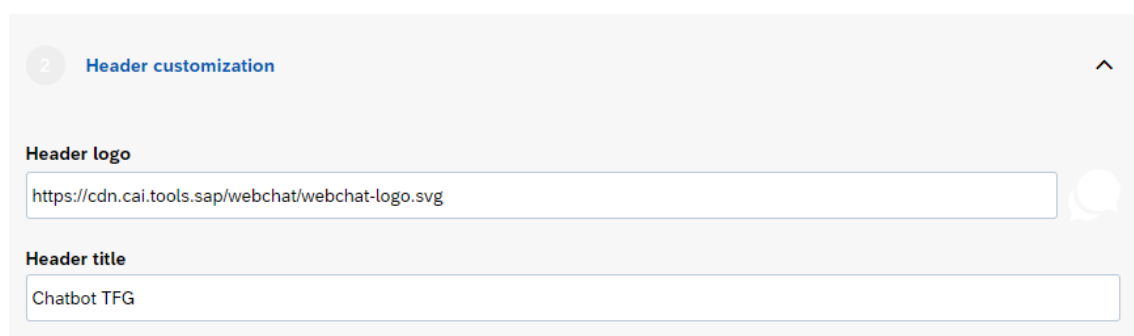 2 Header customization
Header logo
https://cdn.cai.tools.sap/webchat/webchat-logo.svg
Header title
Chatbot TFG